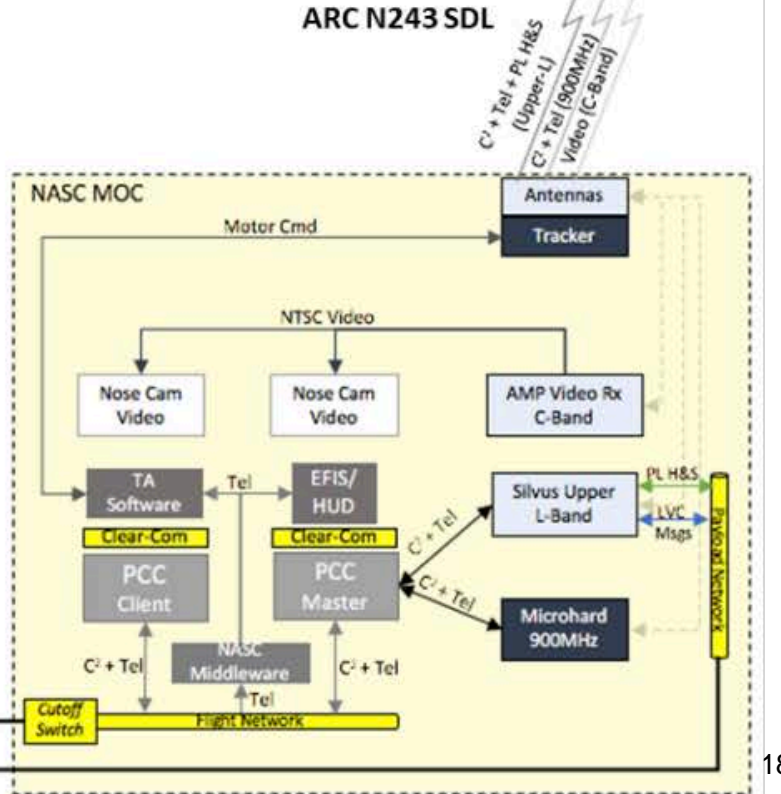 ARC N243 SDL
C² + Tel + PL H&S
(Upper-L)
C² + Tel (900MHz)
Video (C-Band)
NASC MOC
Antennas
Tracker
Motor Cmd
NTSC Video
Nose Cam
Video
Nose Cam
Video
AMP Video Rx
C-Band
TA
Software
Tel
EFIS/
HUD
Silvus Upper
L-Band
PL H&S
LVC
Msgs
Payload Network
Clear-Com
Clear-Com
PCC
Client
PCC
Master
C² + Tel
C² + Tel
Microhard
900MHz
NASC
Middleware
C² + Tel
C² + Tel
Tel
Cutoff
Switch
Flight Network
18